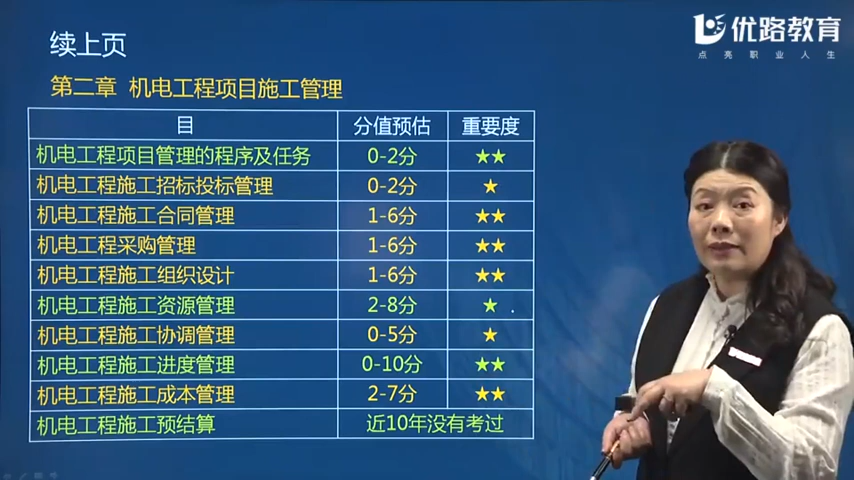 续上页
优路教育
点亮职业人生
第二章 机电工程项目施工管理
目 分值预估 重要度
机电工程项目管理的程序及任务 0-2分 ★★
机电工程施工招标投标管理 0-2分 ★
机电工程施工合同管理 1-6分 ★★
机电工程采购管理 1-6分 ★★
机电工程施工组织设计 1-6分 ★★
机电工程施工资源管理 2-8分 ★
机电工程施工协调管理 0-5分 ★
机电工程施工进度管理 0-10分 ★★
机电工程施工成本管理 2-7分 ★★
机电工程施工预结算 近10年没有考过